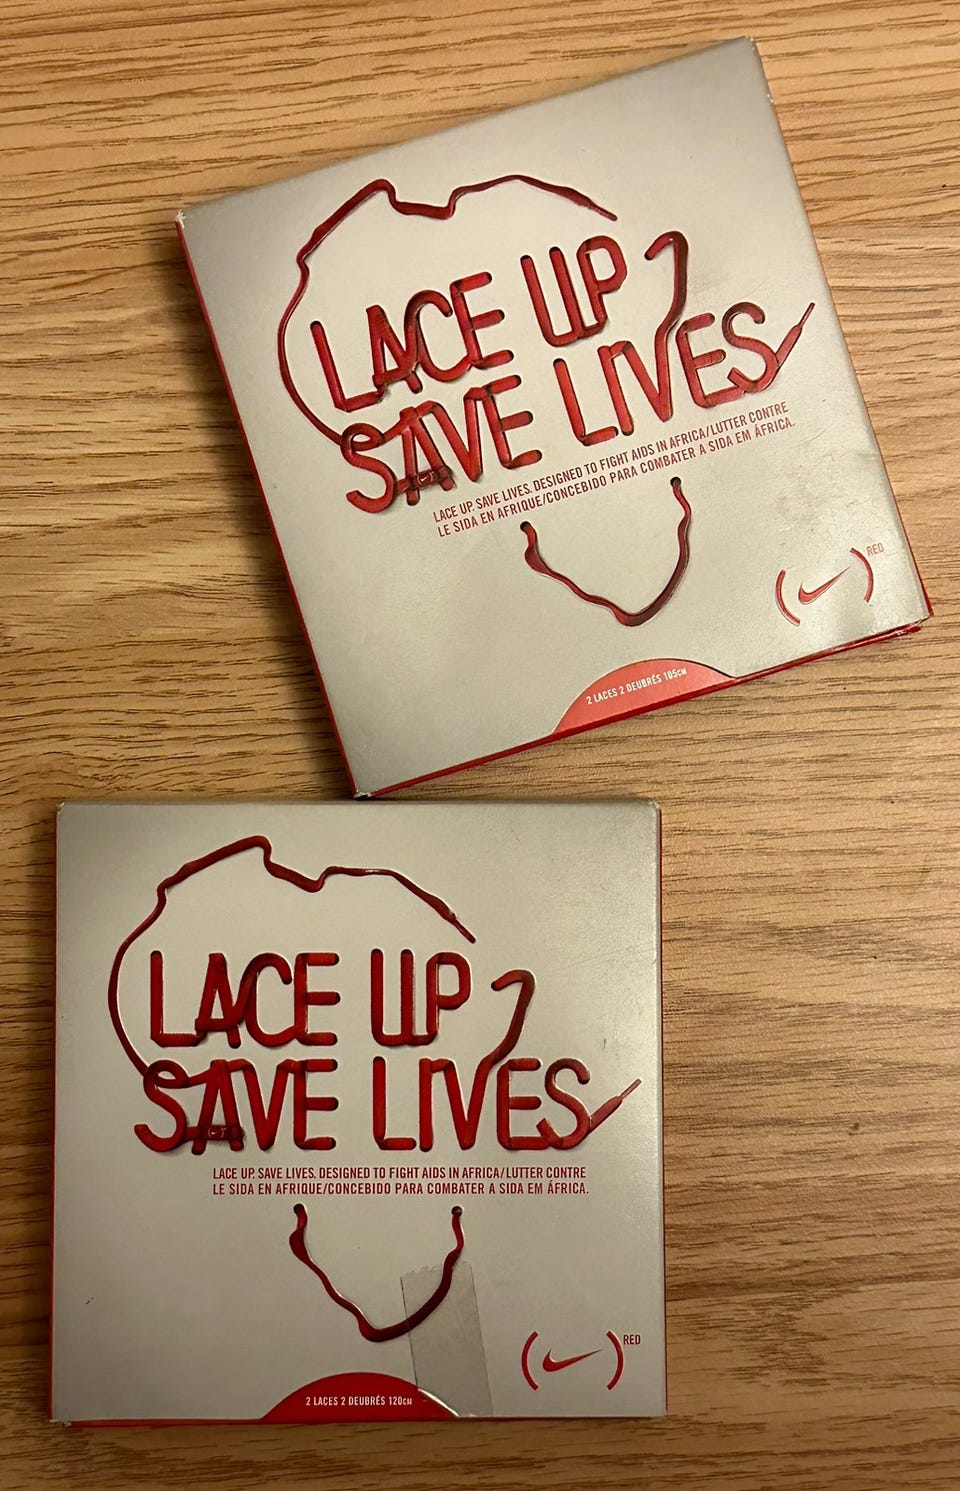 LACE UP
SAVE LIVES
LACE UP. SAVE LIVES. DESIGNED TO FIGHT AIDS IN AFRICA/LUTTER CONTRE
LE SIDA EN AFRIQUE/CONCEBIDO PARA COMBATER A SIDA EM ÁFRICA.
RED
2 LACES 2 DEUBRÉS 105CM
LACE UP
SAVE LIVES
LACE UP. SAVE LIVES. DESIGNED TO FIGHT AIDS IN AFRICA/LUTTER CONTRE
LE SIDA EN AFRIQUE/CONCEBIDO PARA COMBATER A SIDA EM ÁFRICA.
RED
2 LACES 2 DEUBRÉS 120CM